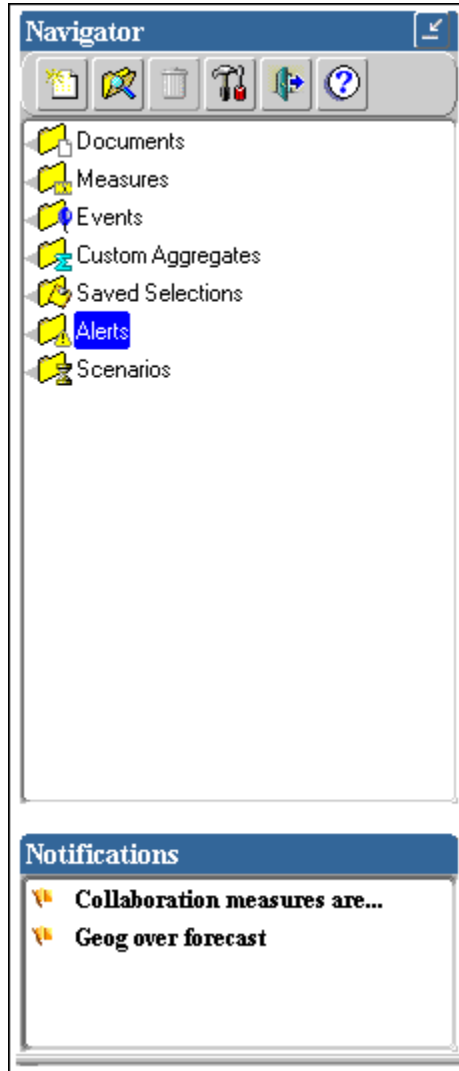 Navigator
Documents
Measures
Events
Custom Aggregates
Saved Selections
Alerts
Scenarios
Notifications
Collaboration measures are...
Geog over forecast